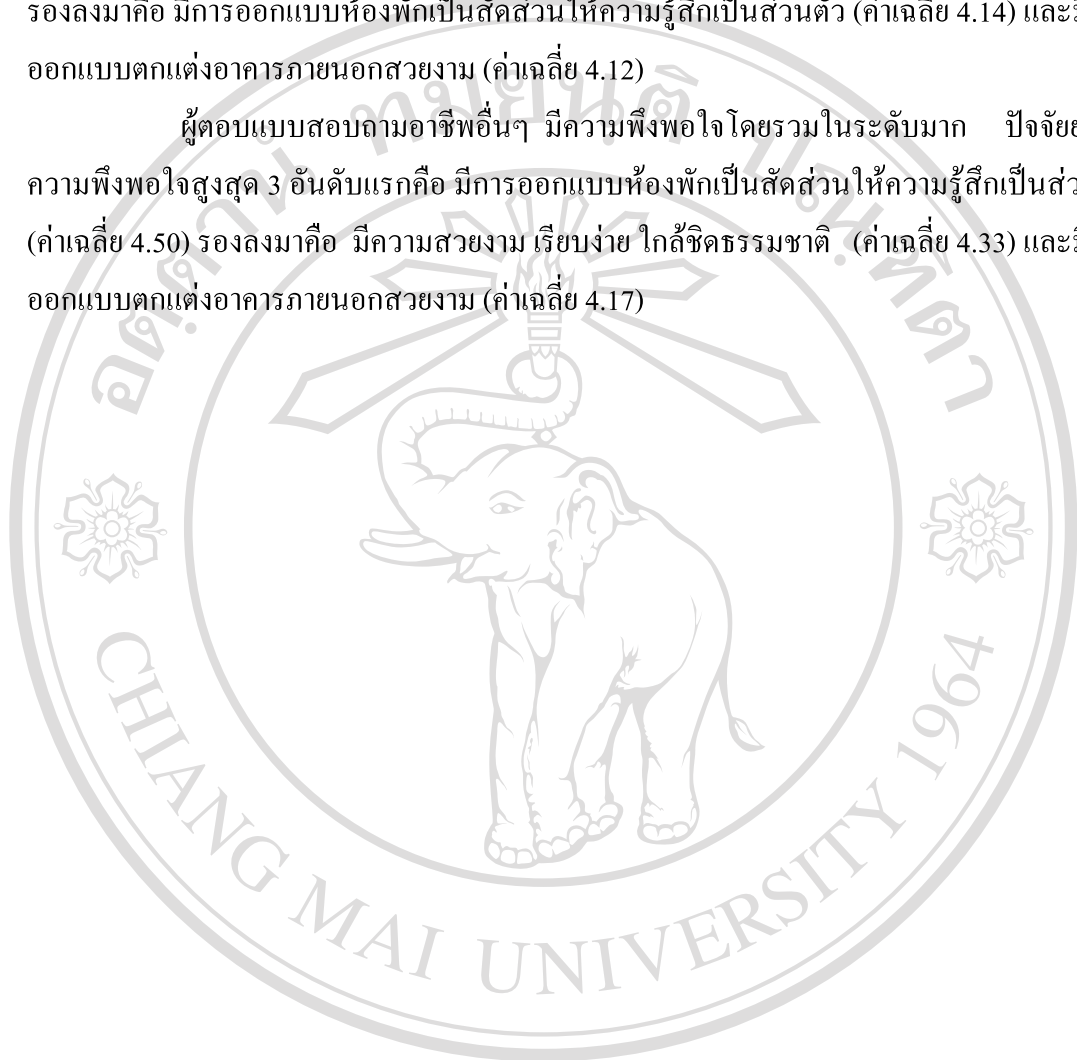 รองลงมาคือ มีการออกแบบห้องพักเป็นสัดส่วนให้ความรู้สึกเป็นส่วนตัว (ค่าเฉลี่ย 4.14) และ
ออกแบบตกแต่งอาคารภายนอกสวยงาม (ค่าเฉลี่ย 4.12)
ผู้ตอบแบบสอบถามอาชีพอื่นๆ มีความพึงพอใจโดยรวมในระดับมาก ปัจจัย
ความพึงพอใจสูงสุด 3 อันดับแรกคือ มีการออกแบบห้องพักเป็นสัดส่วนให้ความรู้สึกเป็นส่ว
(ค่าเฉลี่ย 4.50) รองลงมาคือ มีความสวยงาม เรียบง่าย ใกล้ชิดธรรมชาติ (ค่าเฉลี่ย 4.33) และ
ออกแบบตกแต่งอาคารภายนอกสวยงาม (ค่าเฉลี่ย 4.17)
อตฺตานํ ทมยนฺติ ปณฺฑิตา
CHIANG MAI UNIVERSITY 1964